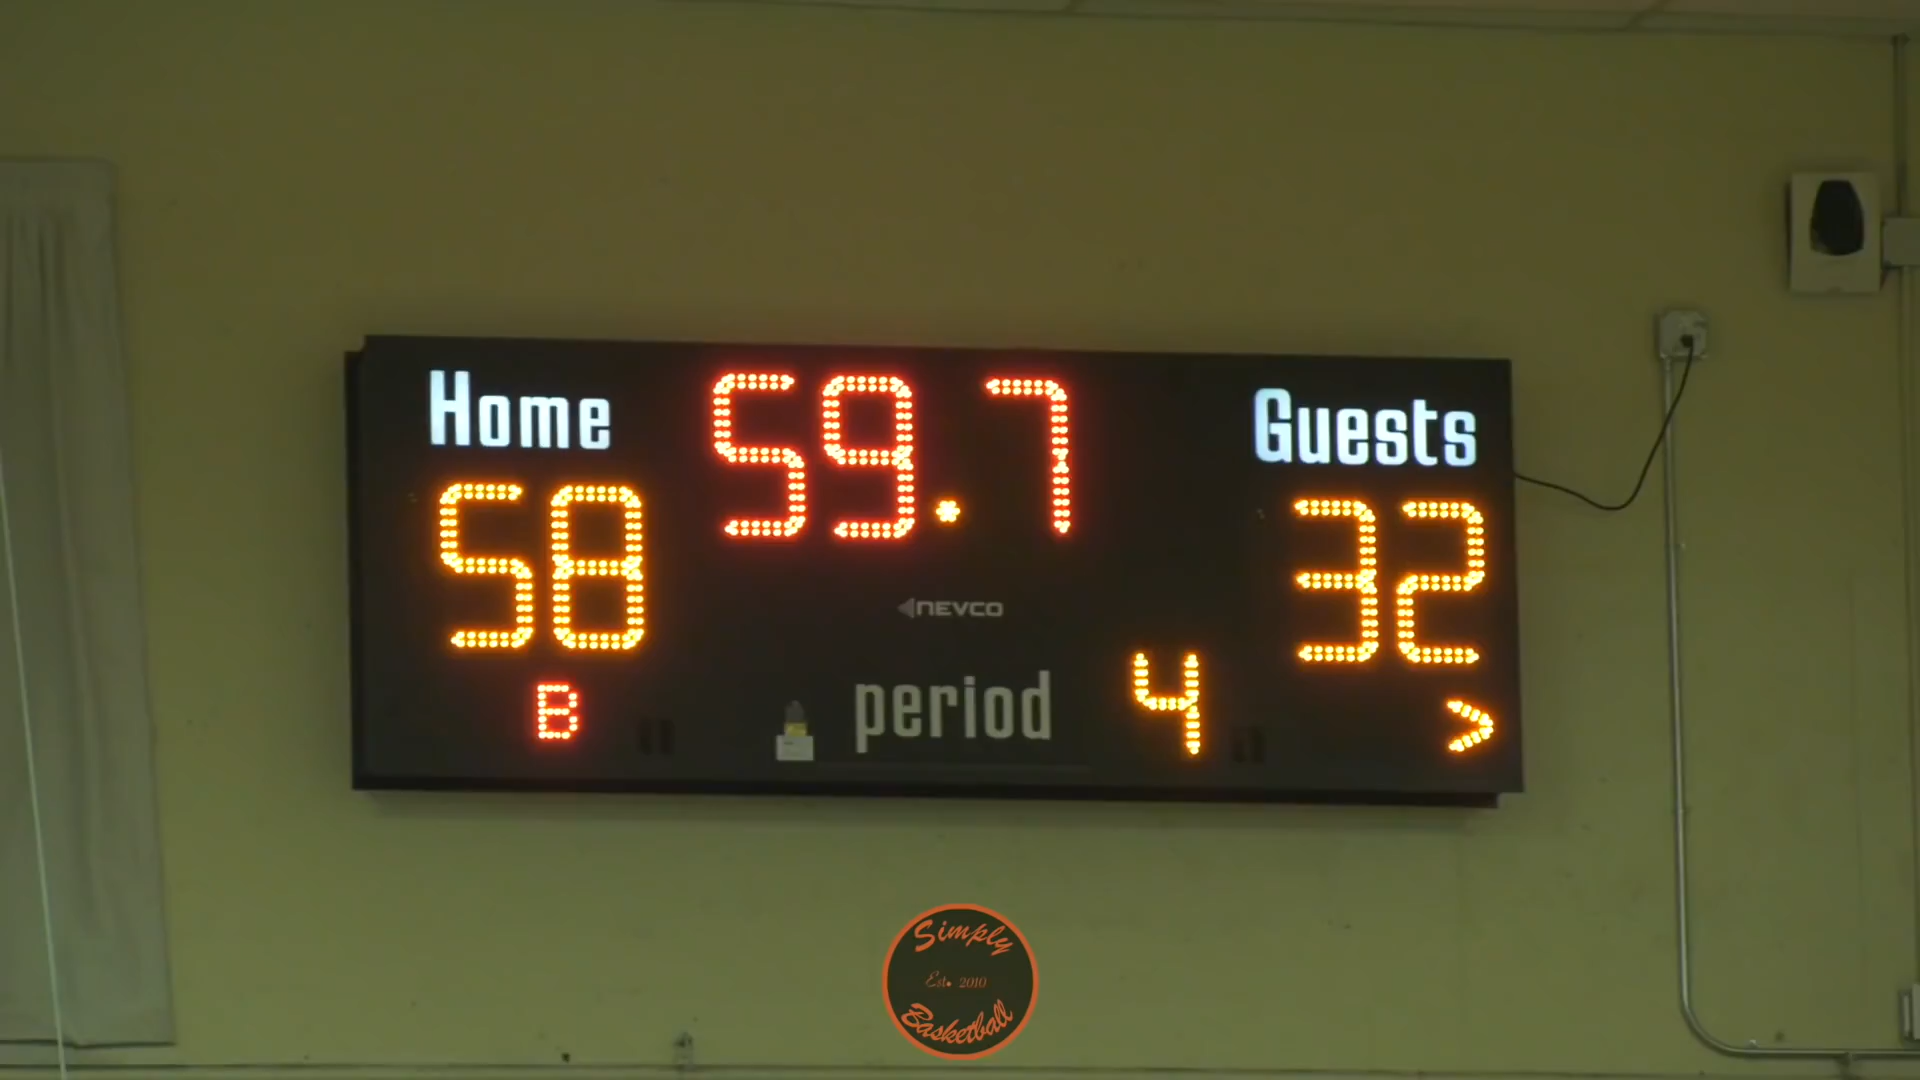 Home 59.7 Guests
58 32
NEVCO
B period 4 >
Simply
Est. 2010
Basketball